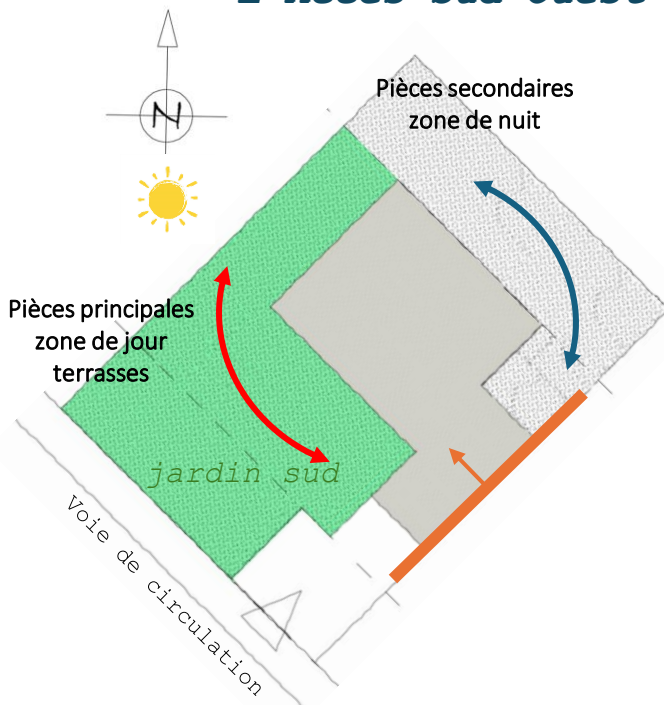 Pièces secondaires
zone de nuit
N
Pièces principales
zone de jour
terrasses
jardin sud
Voie de circulation